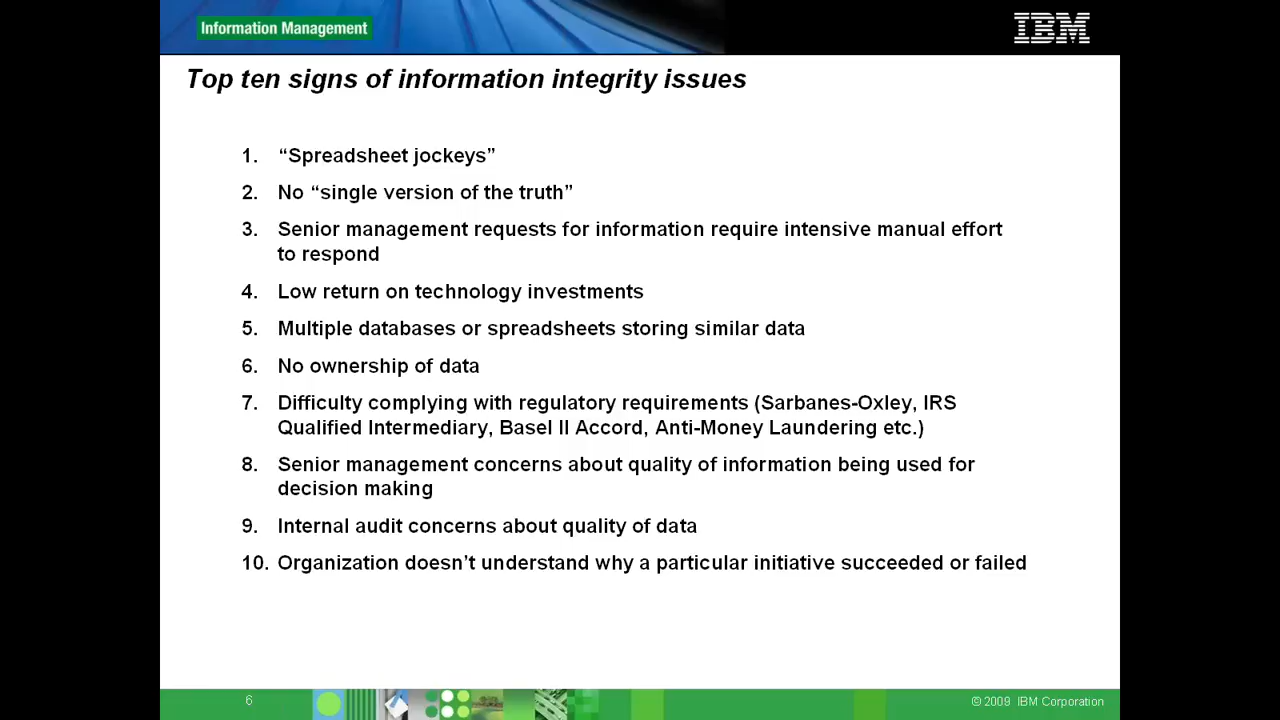 Information Management
IBM
Top ten signs of information integrity issues
1. “Spreadsheet jockeys”
2. No “single version of the truth”
3. Senior management requests for information require intensive manual effort
to respond
4. Low return on technology investments
5. Multiple databases or spreadsheets storing similar data
6. No ownership of data
7. Difficulty complying with regulatory requirements (Sarbanes-Oxley, IRS
Qualified Intermediary, Basel II Accord, Anti-Money Laundering etc.)
8. Senior management concerns about quality of information being used for
decision making
9. Internal audit concerns about quality of data
10. Organization doesn’t understand why a particular initiative succeeded or failed
6
© 2009 IBM Corporation